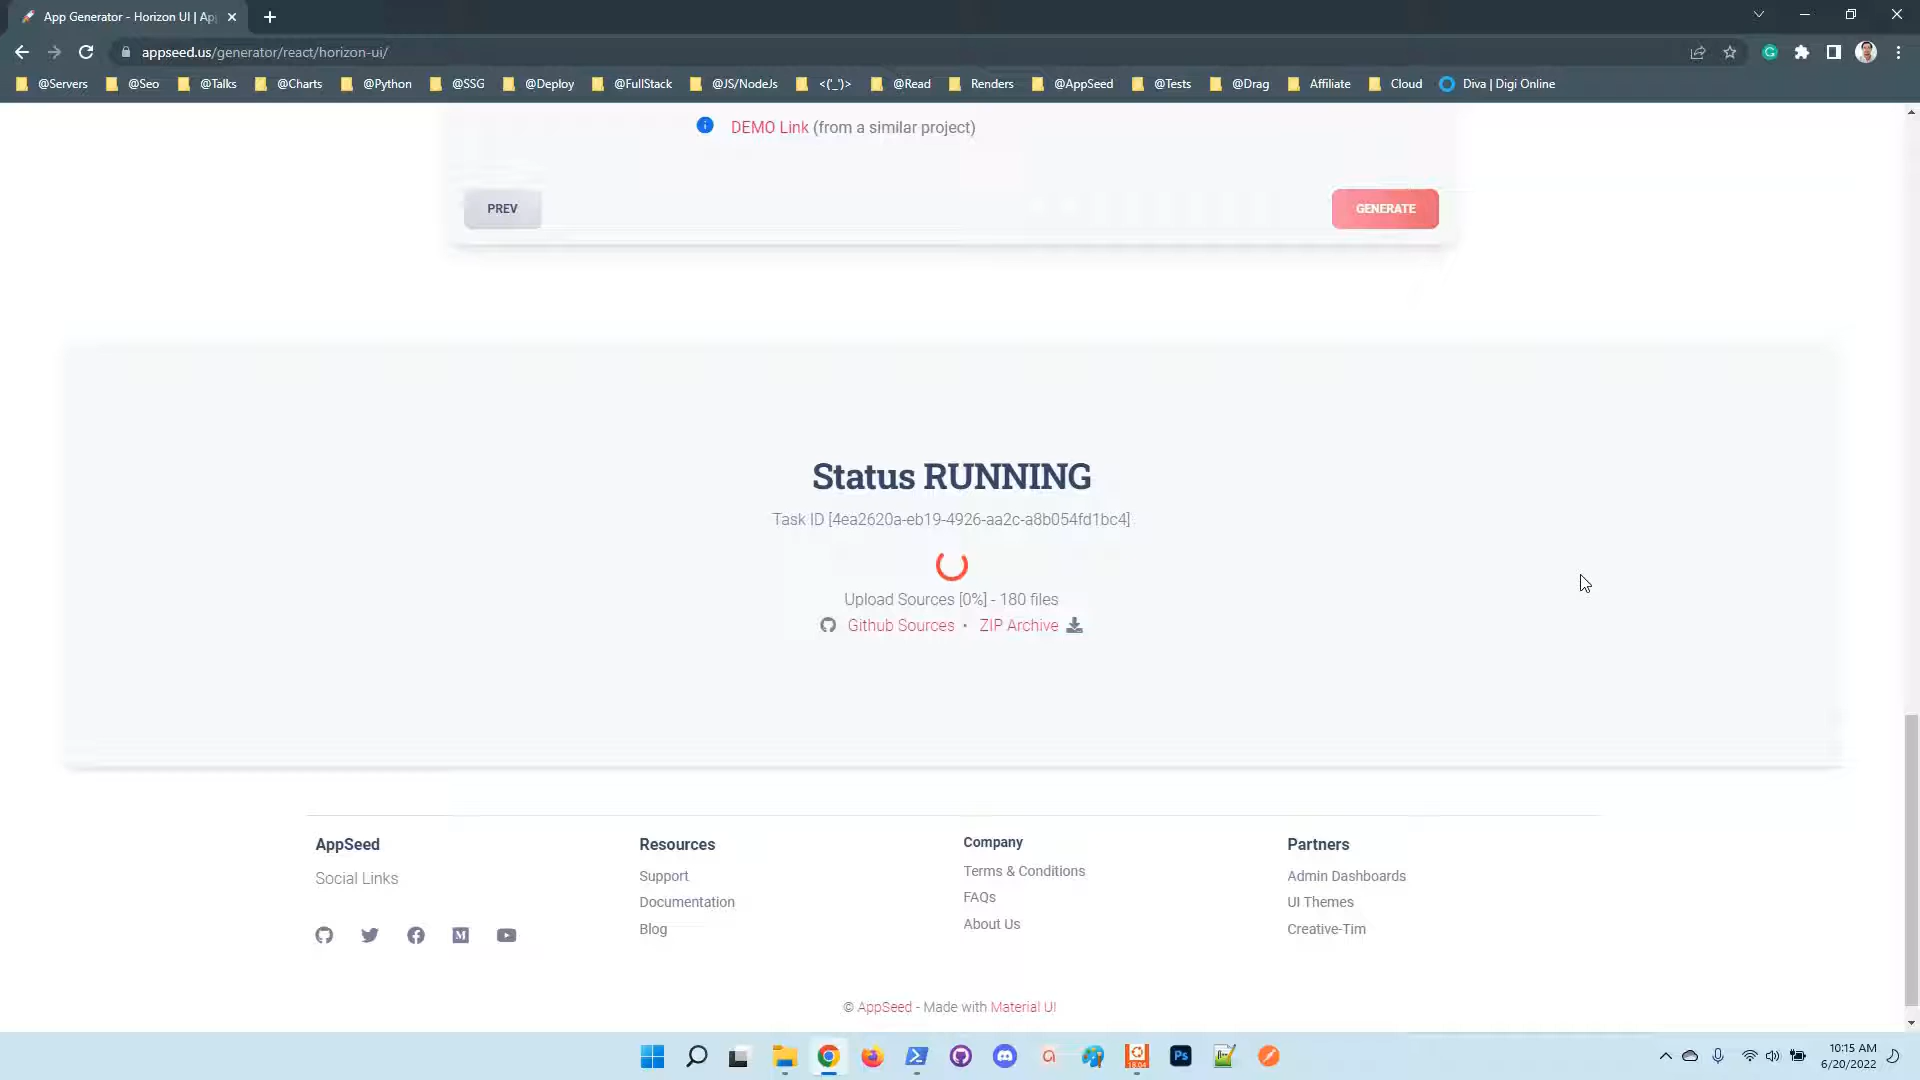 App Generator - Horizon UI | Ap
appseed.us/generator/react/horizon-ui/
@Servers @Seo @Talks @Charts @Python @SSG @Deploy @FullStack @JS/NodeJs <('_')> @Read Renders @AppSeed @Tests @Drag Affiliate Cloud Diva | Digi Online
DEMO Link (from a similar project)
PREV GENERATE
Status RUNNING
Task ID [4ea2620a-eb19-4926-aa2c-a8b054fd1bc4]
Upload Sources [0%] - 180 files
Github Sources • ZIP Archive
AppSeed
Social Links
Resources
Support
Documentation
Blog
Company
Terms & Conditions
FAQs
About Us
Partners
Admin Dashboards
UI Themes
Creative-Tim
© AppSeed - Made with Material UI
18.04
Ps
10:15 AM
6/20/2022